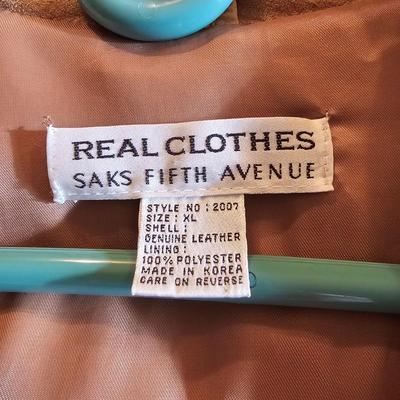 REAL CLOTHES
SAKS FIFTH AVENUE
STYLE NO : 2007
SIZE : XL
SHELL :
GENUINE LEATHER
LINING :
100% POLYESTER
MADE IN KOREA
CARE ON REVERSE